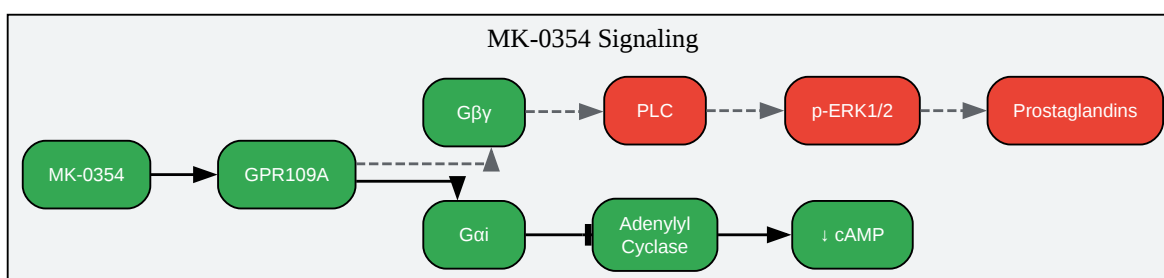 MK-0354 Signaling
Gβγ
PLC
p-ERK1/2
Prostaglandins
MK-0354
GPR109A
Gαi
Adenylyl
Cyclase
↓ cAMP